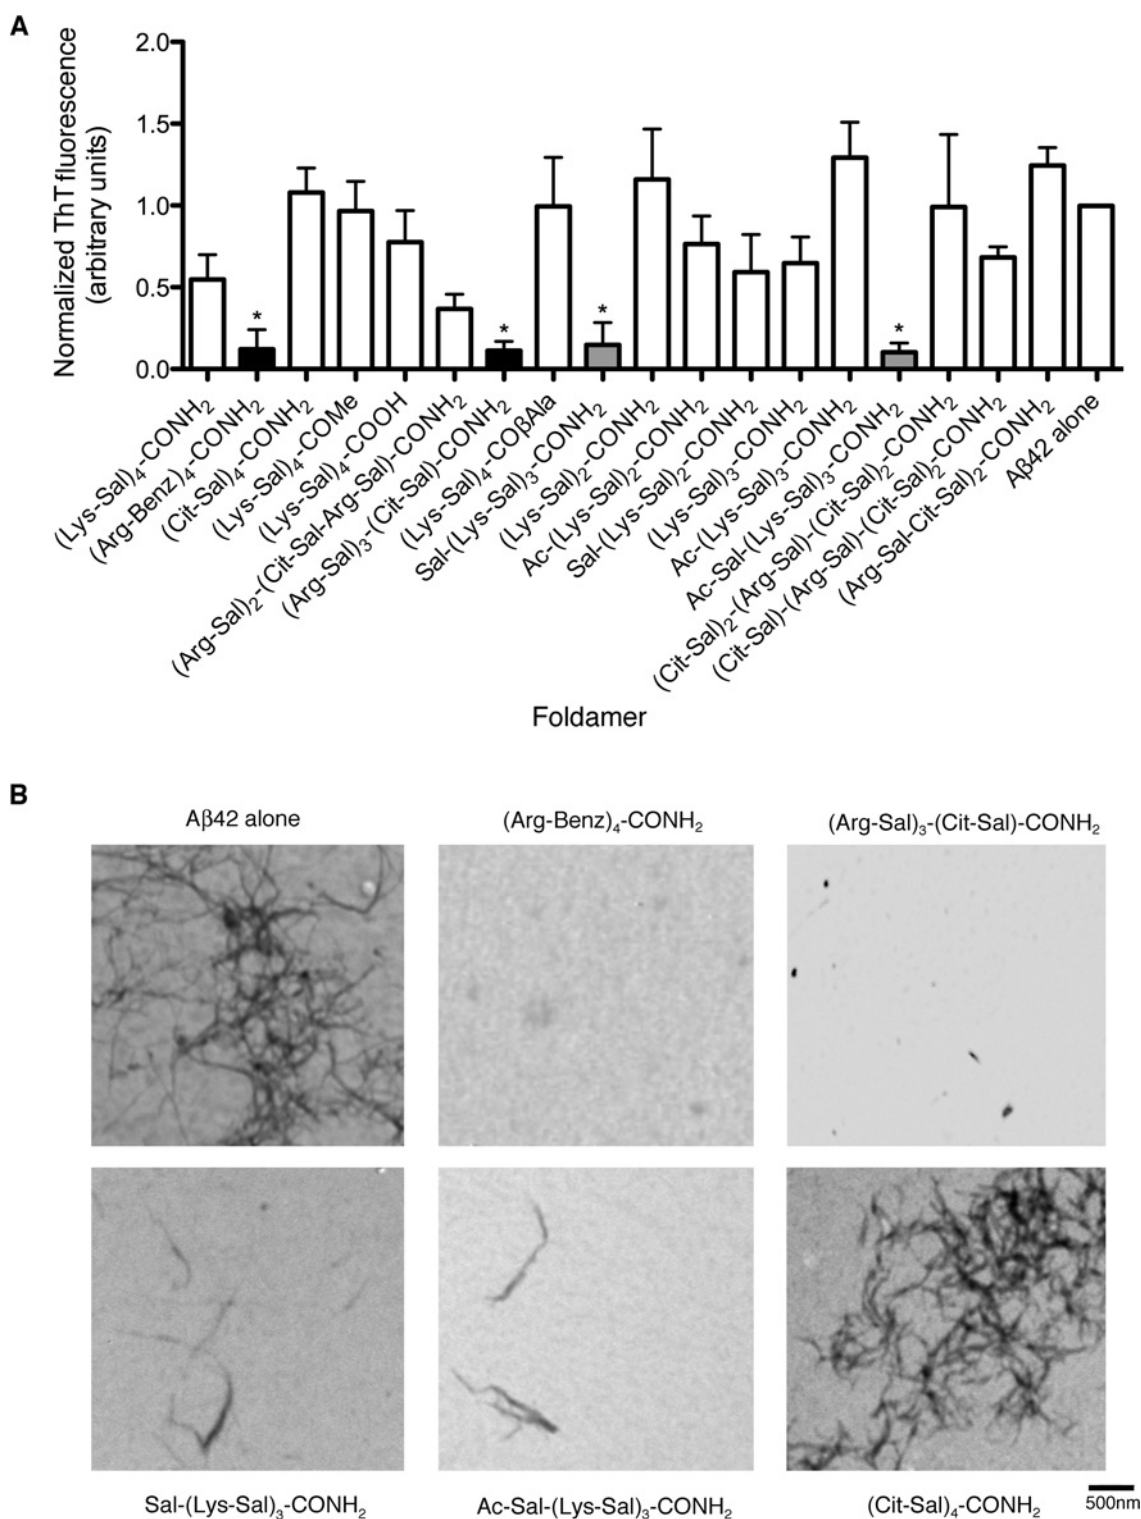 A
Normalized ThT fluorescence
(arbitrary units)
2.0
1.5
1.0
0.5
0.0
*
*
*
*
(Lys-Sal)₄-CONH₂
(Arg-Benz)₄-CONH₂
(Cit-Sal)₄-CONH₂
(Lys-Sal)₄-COMe
(Lys-Sal)₄-COOH
(Arg-Sal)₂-(Cit-Sal-Arg-Sal)-CONH₂
(Arg-Sal)₃-(Cit-Sal)-CONH₂
(Lys-Sal)₄-COβAla
Sal-(Lys-Sal)₃-CONH₂
(Lys-Sal)₂-CONH₂
Ac-(Lys-Sal)₂-CONH₂
Sal-(Lys-Sal)₂-CONH₂
(Lys-Sal)₃-CONH₂
Ac-(Lys-Sal)₃-CONH₂
Ac-Sal-(Lys-Sal)₃-CONH₂
(Cit-Sal)₂-(Arg-Sal)-(Cit-Sal)₂-CONH₂
(Cit-Sal)-(Arg-Sal)-(Cit-Sal)₂-CONH₂
(Arg-Sal-Cit-Sal)₂-CONH₂
Aβ42 alone
Foldamer
B
Aβ42 alone
(Arg-Benz)₄-CONH₂
(Arg-Sal)₃-(Cit-Sal)-CONH₂
Sal-(Lys-Sal)₃-CONH₂
Ac-Sal-(Lys-Sal)₃-CONH₂
(Cit-Sal)₄-CONH₂
500nm